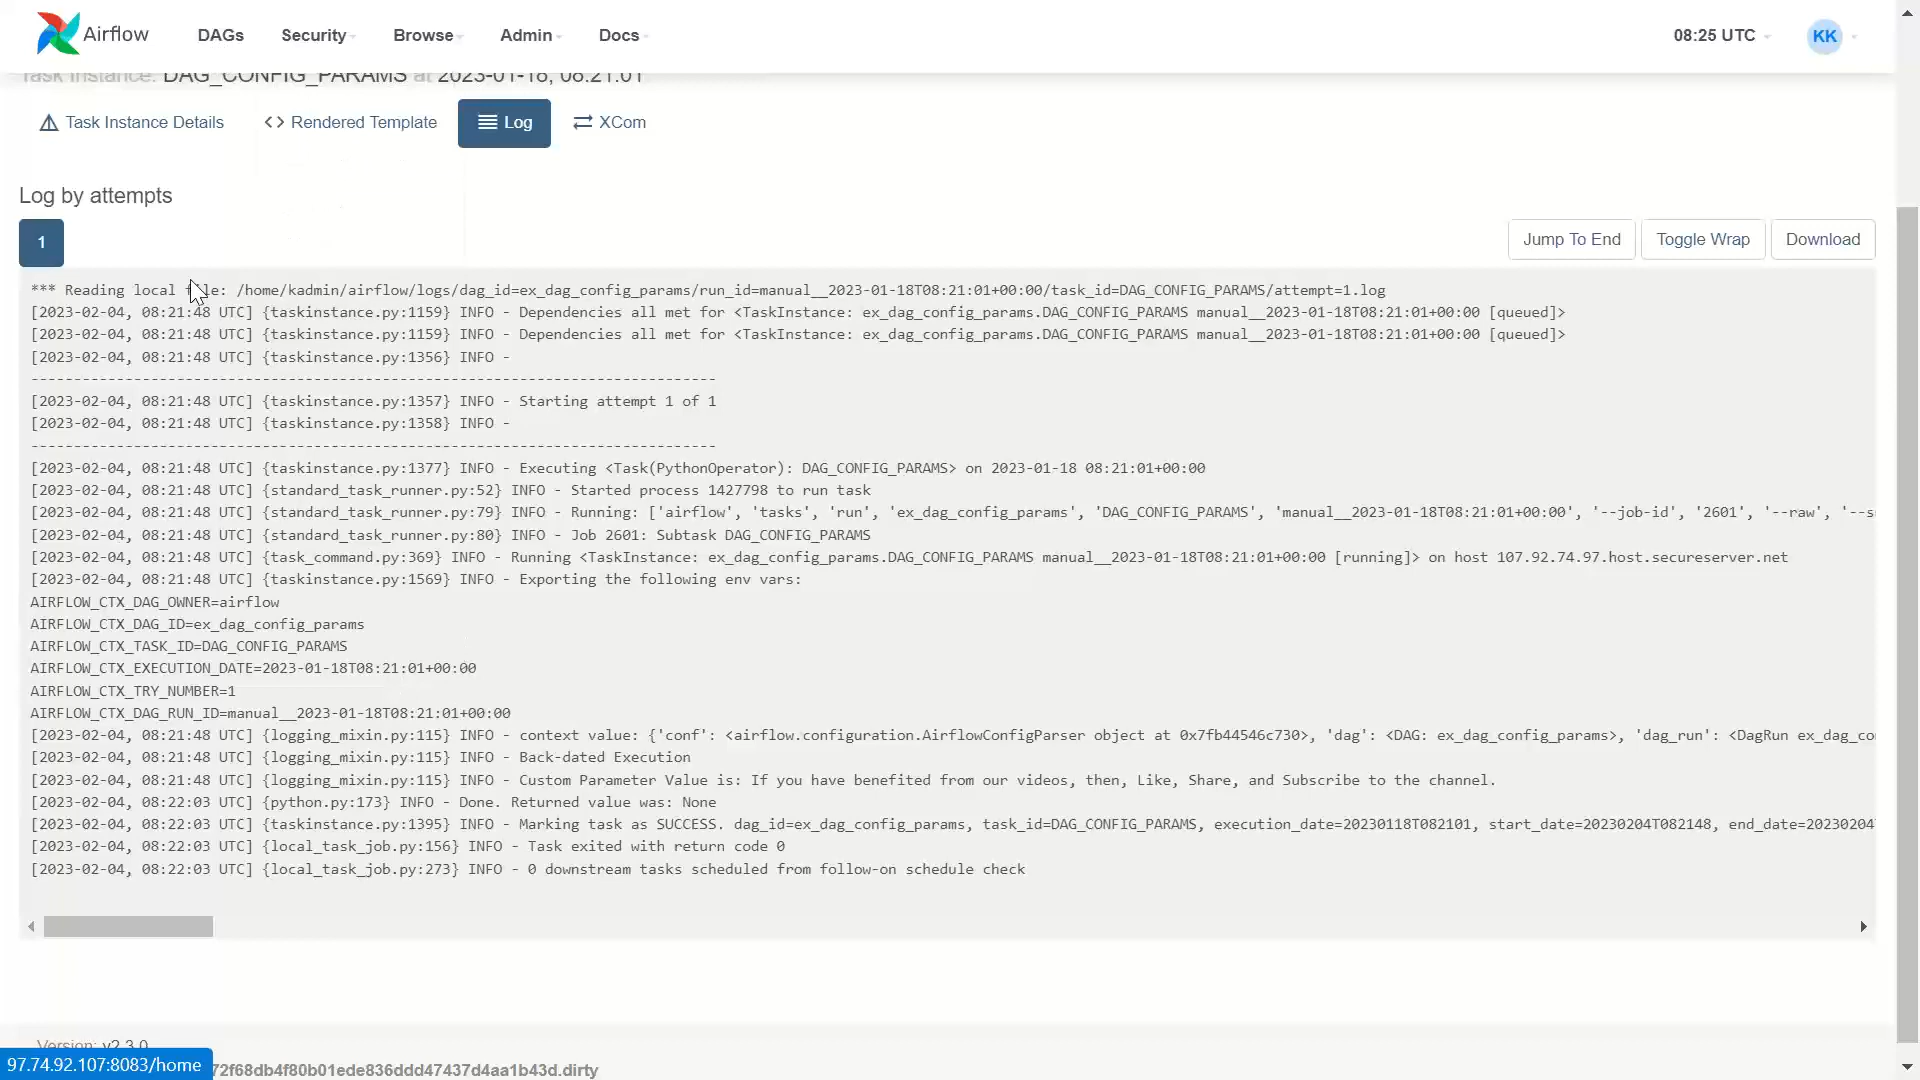 Airflow DAGs Security Browse Admin Docs 08:25 UTC KK
Task Instance: DAG_CONFIG_PARAMS at 2023-01-18, 08:21:01
Task Instance Details <> Rendered Template Log XCom
Log by attempts
1 Jump To End Toggle Wrap Download
*** Reading local file: /home/kadmin/airflow/logs/dag_id=ex_dag_config_params/run_id=manual__2023-01-18T08:21:01+00:00/task_id=DAG_CONFIG_PARAMS/attempt=1.log
[2023-02-04, 08:21:48 UTC] {taskinstance.py:1159} INFO - Dependencies all met for <TaskInstance: ex_dag_config_params.DAG_CONFIG_PARAMS manual__2023-01-18T08:21:01+00:00 [queued]>
[2023-02-04, 08:21:48 UTC] {taskinstance.py:1159} INFO - Dependencies all met for <TaskInstance: ex_dag_config_params.DAG_CONFIG_PARAMS manual__2023-01-18T08:21:01+00:00 [queued]>
[2023-02-04, 08:21:48 UTC] {taskinstance.py:1356} INFO -
--------------------------------------------------------------------------------
[2023-02-04, 08:21:48 UTC] {taskinstance.py:1357} INFO - Starting attempt 1 of 1
[2023-02-04, 08:21:48 UTC] {taskinstance.py:1358} INFO -
--------------------------------------------------------------------------------
[2023-02-04, 08:21:48 UTC] {taskinstance.py:1377} INFO - Executing <Task(PythonOperator): DAG_CONFIG_PARAMS> on 2023-01-18 08:21:01+00:00
[2023-02-04, 08:21:48 UTC] {standard_task_runner.py:52} INFO - Started process 1427798 to run task
[2023-02-04, 08:21:48 UTC] {standard_task_runner.py:79} INFO - Running: ['airflow', 'tasks', 'run', 'ex_dag_config_params', 'DAG_CONFIG_PARAMS', 'manual__2023-01-18T08:21:01+00:00', '--job-id', '2601', '--raw', '--s
[2023-02-04, 08:21:48 UTC] {standard_task_runner.py:80} INFO - Job 2601: Subtask DAG_CONFIG_PARAMS
[2023-02-04, 08:21:48 UTC] {task_command.py:369} INFO - Running <TaskInstance: ex_dag_config_params.DAG_CONFIG_PARAMS manual__2023-01-18T08:21:01+00:00 [running]> on host 107.92.74.97.host.secureserver.net
[2023-02-04, 08:21:48 UTC] {taskinstance.py:1569} INFO - Exporting the following env vars:
AIRFLOW_CTX_DAG_OWNER=airflow
AIRFLOW_CTX_DAG_ID=ex_dag_config_params
AIRFLOW_CTX_TASK_ID=DAG_CONFIG_PARAMS
AIRFLOW_CTX_EXECUTION_DATE=2023-01-18T08:21:01+00:00
AIRFLOW_CTX_TRY_NUMBER=1
AIRFLOW_CTX_DAG_RUN_ID=manual__2023-01-18T08:21:01+00:00
[2023-02-04, 08:21:48 UTC] {logging_mixin.py:115} INFO - context value: {'conf': <airflow.configuration.AirflowConfigParser object at 0x7fb44546c730>, 'dag': <DAG: ex_dag_config_params>, 'dag_run': <DagRun ex_dag_co
[2023-02-04, 08:21:48 UTC] {logging_mixin.py:115} INFO - Back-dated Execution
[2023-02-04, 08:21:48 UTC] {logging_mixin.py:115} INFO - Custom Parameter Value is: If you have benefited from our videos, then, Like, Share, and Subscribe to the channel.
[2023-02-04, 08:22:03 UTC] {python.py:173} INFO - Done. Returned value was: None
[2023-02-04, 08:22:03 UTC] {taskinstance.py:1395} INFO - Marking task as SUCCESS. dag_id=ex_dag_config_params, task_id=DAG_CONFIG_PARAMS, execution_date=20230118T082101, start_date=20230204T082148, end_date=20230204
[2023-02-04, 08:22:03 UTC] {local_task_job.py:156} INFO - Task exited with return code 0
[2023-02-04, 08:22:03 UTC] {local_task_job.py:273} INFO - 0 downstream tasks scheduled from follow-on schedule check
Version: v2.3.0
97.74.92.107:8083/home 72f68db4f80b01ede836ddd47437d4aa1b43d.dirty